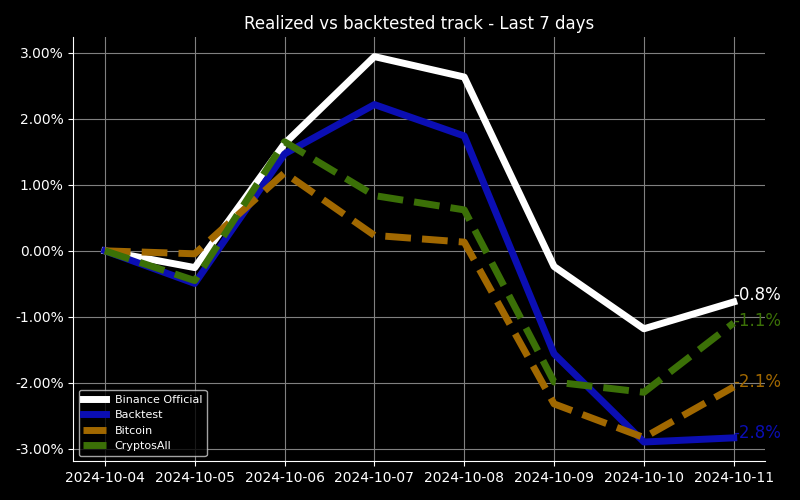 Realized vs backtested track - Last 7 days
3.00%
2.00%
1.00%
0.00%
-1.00%
-2.00%
-3.00%
-0.8%
-1.1%
-2.1%
-2.8%
Binance Official
Backtest
Bitcoin
CryptosAll
2024-10-04 2024-10-05 2024-10-06 2024-10-07 2024-10-08 2024-10-09 2024-10-10 2024-10-11